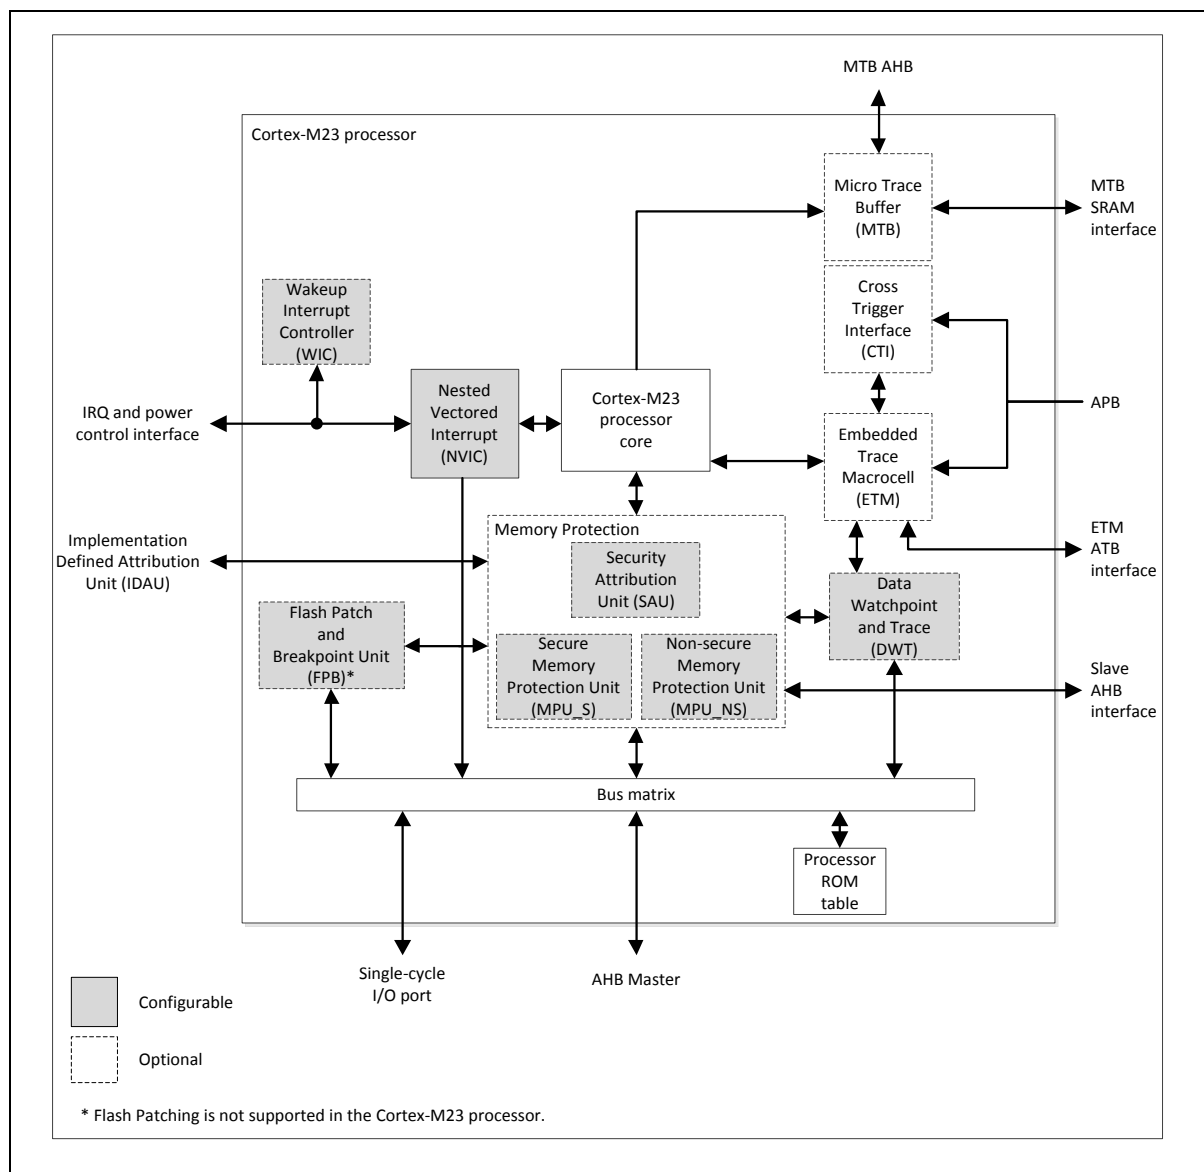 MTB AHB
Cortex-M23 processor
Micro Trace
Buffer
(MTB)
MTB
SRAM
interface
Wakeup
Interrupt
Controller
(WIC)
Cross
Trigger
Interface
(CTI)
IRQ and power
control interface
Nested
Vectored
Interrupt
(NVIC)
Cortex-M23
processor
core
APB
Embedded
Trace
Macrocell
(ETM)
Implementation
Defined Attribution
Unit (IDAU)
Memory Protection
Security
Attribution
Unit (SAU)
ETM
ATB
interface
Flash Patch
and
Breakpoint Unit
(FPB)*
Secure
Memory
Protection Unit
(MPU_S)
Non-secure
Memory
Protection Unit
(MPU_NS)
Data
Watchpoint
and Trace
(DWT)
Slave
AHB
interface
Bus matrix
Processor
ROM
table
Single-cycle
I/O port
AHB Master
Configurable
Optional
* Flash Patching is not supported in the Cortex-M23 processor.